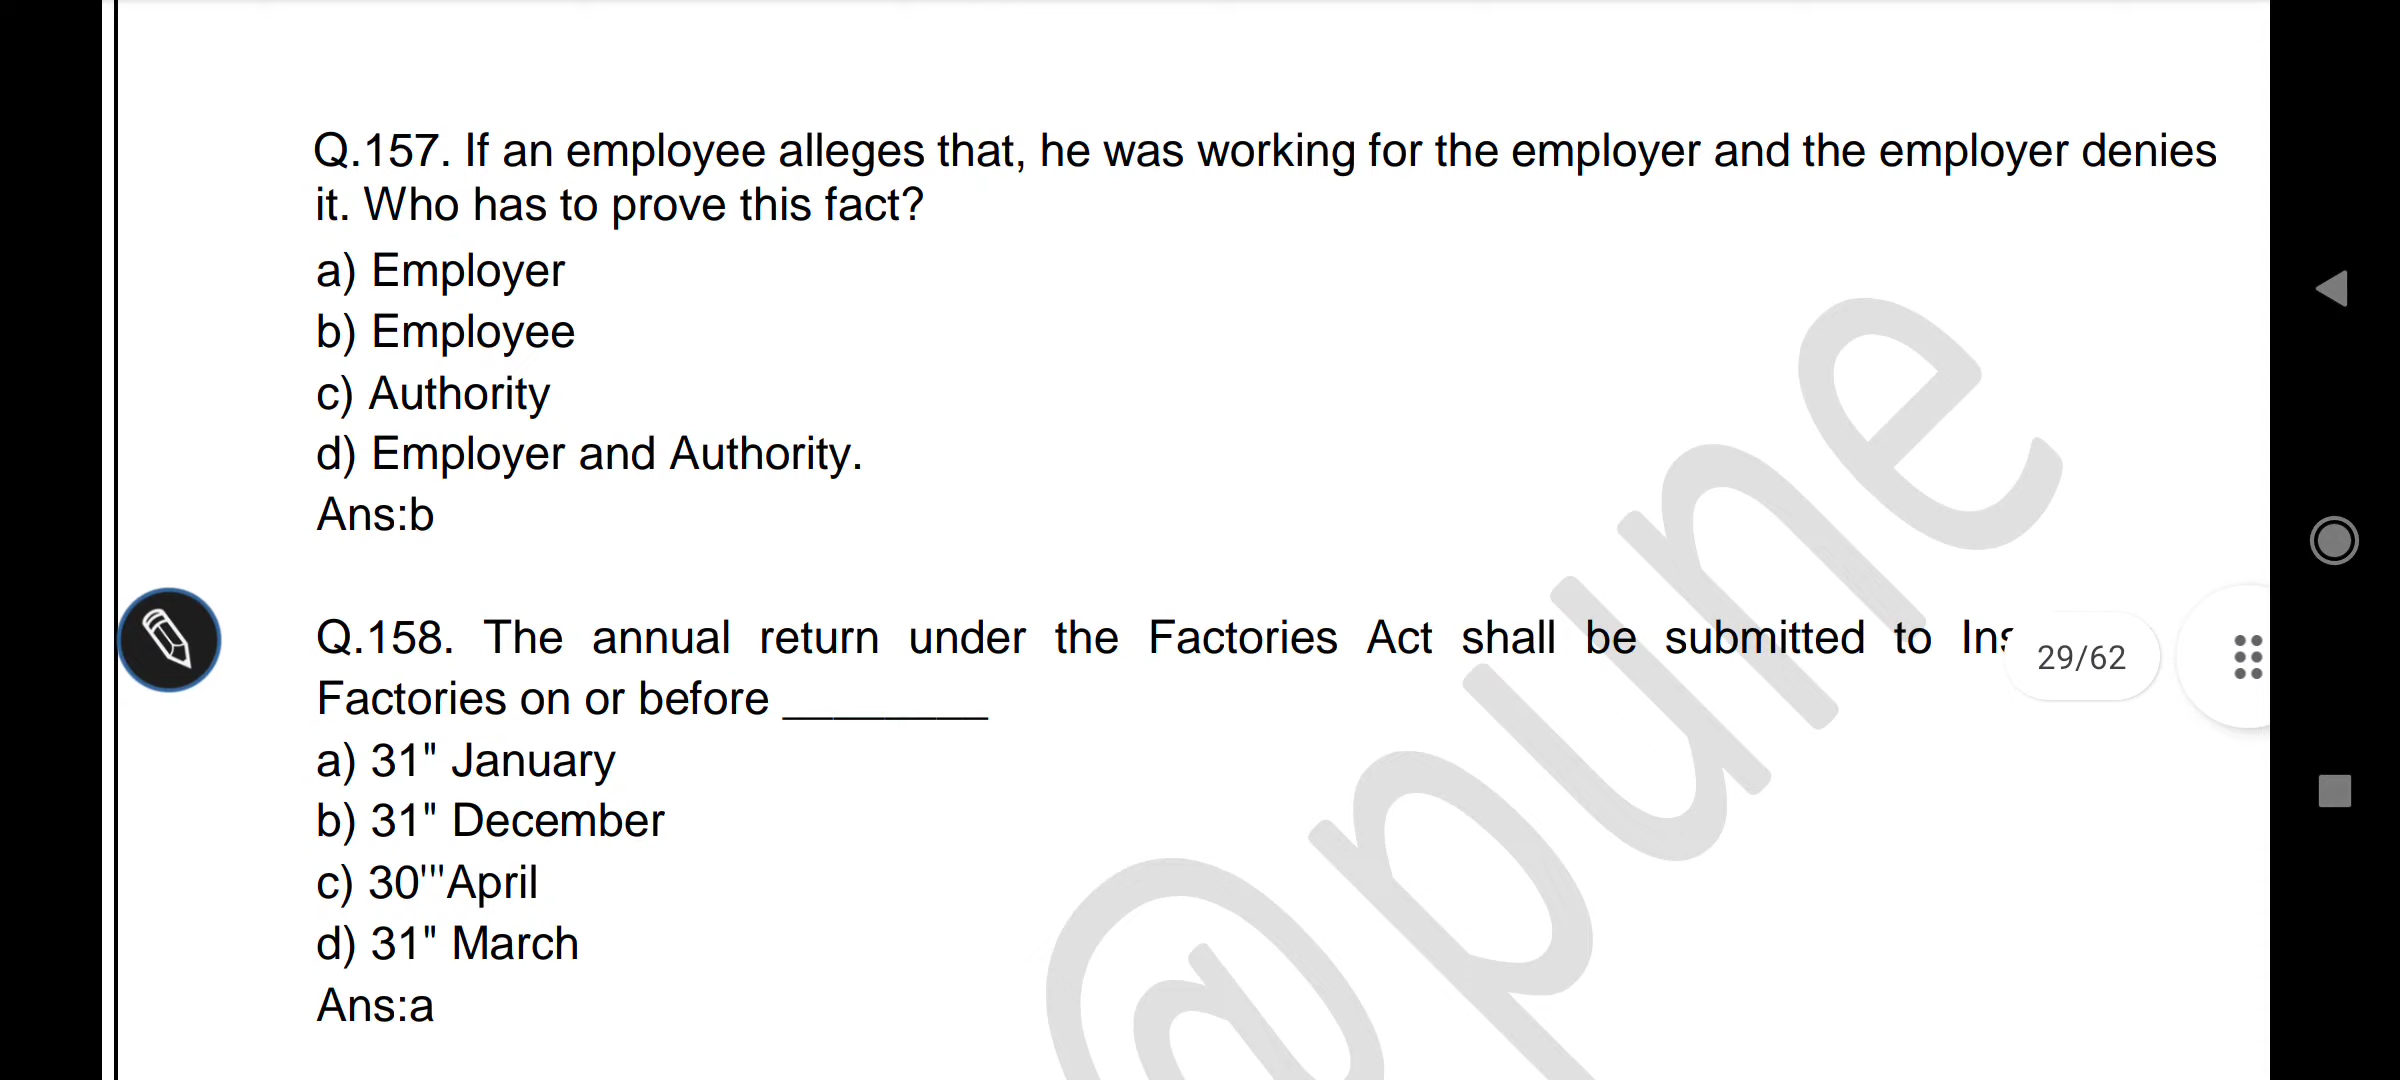 Q.157. If an employee alleges that, he was working for the employer and the employer denies
it. Who has to prove this fact?
a) Employer
b) Employee
c) Authority
d) Employer and Authority.
Ans:b
Q.158. The annual return under the Factories Act shall be submitted to
29/62
Factories on or before ________
a) 31" January
b) 31" December
c) 30'"April
d) 31" March
Ans:a
@pune